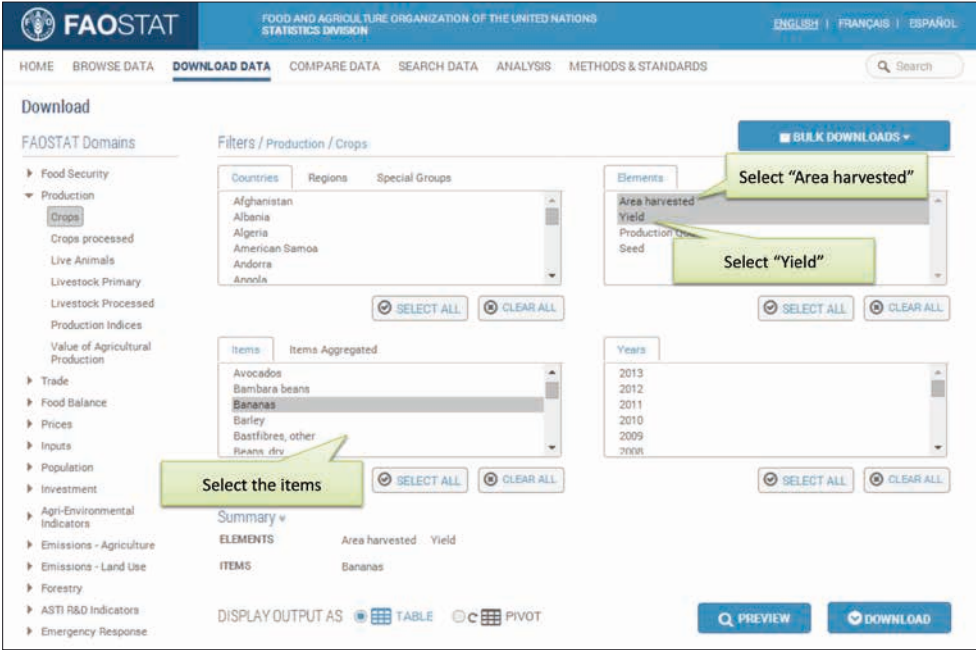 FAOSTAT
FOOD AND AGRICULTURE ORGANIZATION OF THE UNITED NATIONS
STATISTICS DIVISION
ENGLISH | FRANÇAIS | ESPAÑOL
HOME BROWSE DATA DOWNLOAD DATA COMPARE DATA SEARCH DATA ANALYSIS METHODS & STANDARDS
Search
Download
FAOSTAT Domains
Food Security
Production
Crops
Crops processed
Live Animals
Livestock Primary
Livestock Processed
Production Indices
Value of Agricultural
Production
Trade
Food Balance
Prices
Inputs
Population
Investment
Agri-Environmental
Indicators
Emissions - Agriculture
Emissions - Land Use
Forestry
ASTI R&D Indicators
Emergency Response
Filters / Production / Crops
BULK DOWNLOADS
Countries Regions Special Groups
Afghanistan
Albania
Algeria
American Samoa
Andorra
Angola
SELECT ALL CLEAR ALL
Elements
Area harvested
Yield
Production
Seed
Select “Area harvested”
Select “Yield”
SELECT ALL CLEAR ALL
Items Items Aggregated
Avocados
Bambara beans
Bananas
Barley
Bastfibres, other
Beans, dry
Select the items
SELECT ALL CLEAR ALL
Years
2013
2012
2011
2010
2009
2008
SELECT ALL CLEAR ALL
Summary
ELEMENTS Area harvested Yield
ITEMS Bananas
DISPLAY OUTPUT AS TABLE PIVOT
PREVIEW DOWNLOAD